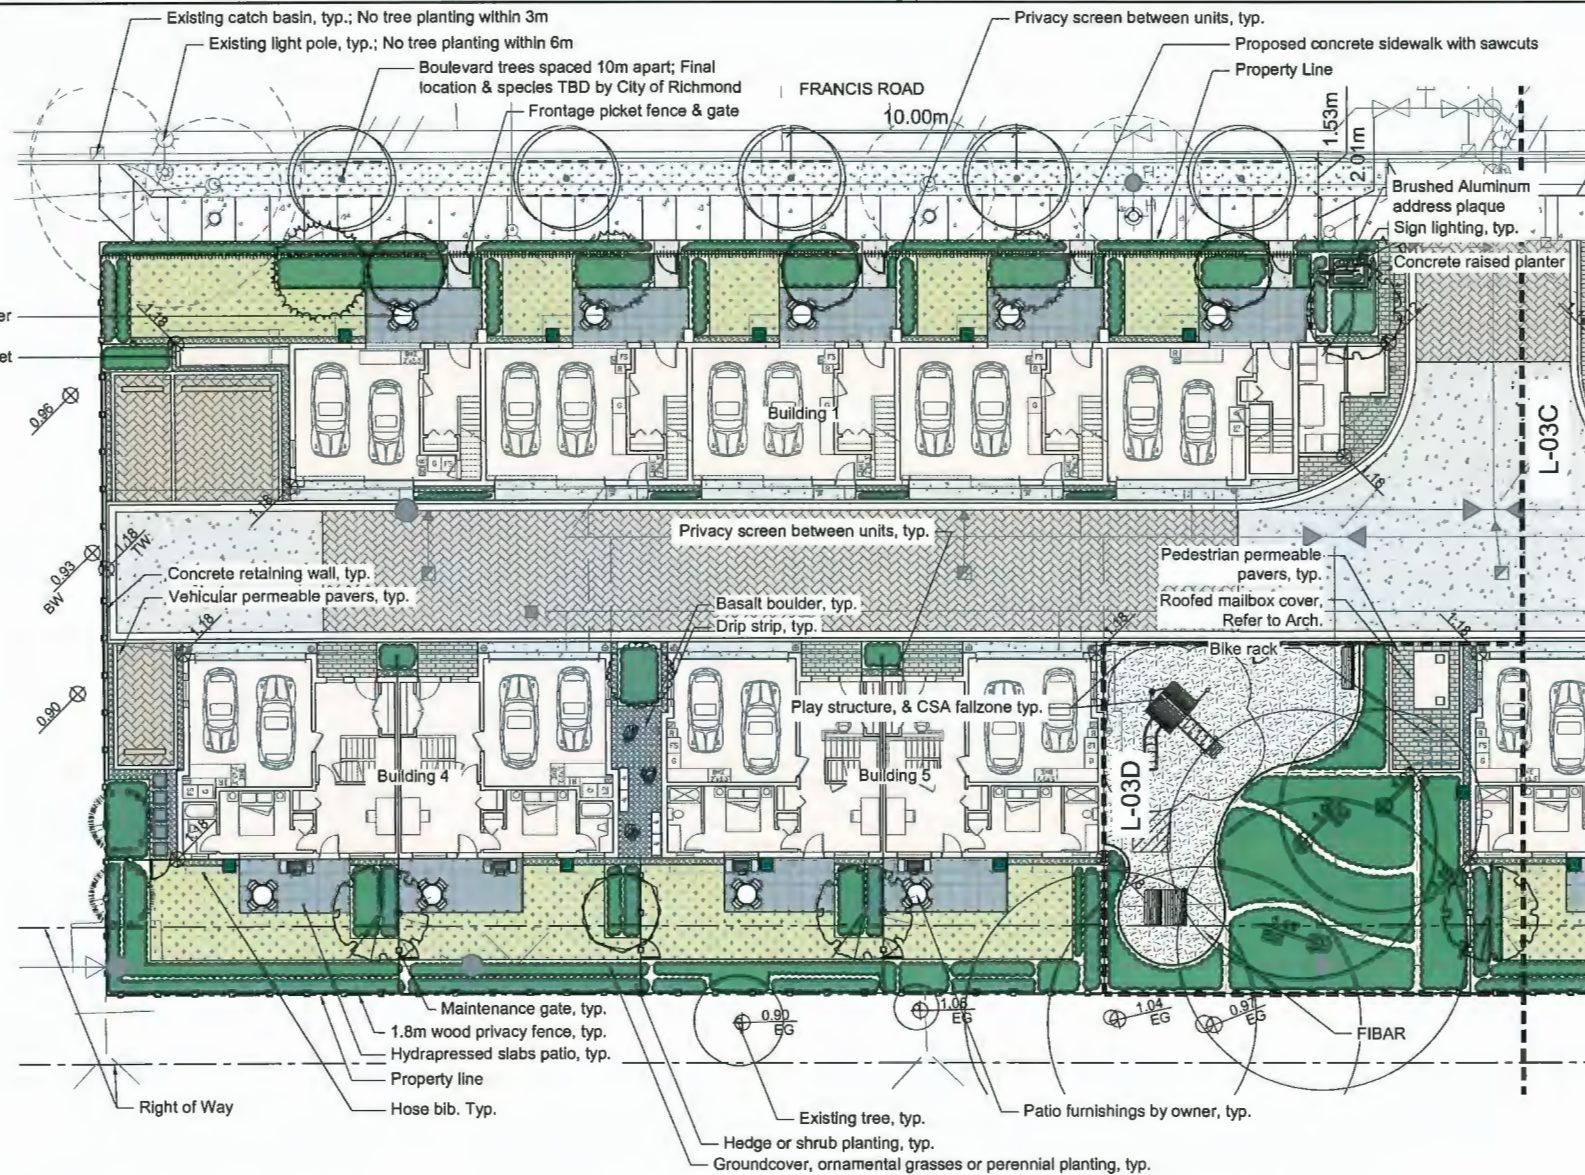 Existing catch basin, typ.; No tree planting within 3m
Existing light pole, typ.; No tree planting within 6m
Boulevard trees spaced 10m apart; Final
location & species TBD by City of Richmond
Frontage picket fence & gate
FRANCIS ROAD
10.00m
Privacy screen between units, typ.
Proposed concrete sidewalk with sawcuts
Property Line
1.53m
2.01m
Brushed Aluminum
address plaque
Sign lighting, typ.
Concrete raised planter
er
et
1.18
0.96
Building 1
L-03C
1.18
1.18
Privacy screen between units, typ.
1.18
TW
0.93
BW
Concrete retaining wall, typ.
Vehicular permeable pavers, typ.
Pedestrian permeable
pavers, typ.
Roofed mailbox cover,
Refer to Arch.
Basalt boulder, typ.
Drip strip, typ.
1.18
1.18
1.18
Bike rack
0.90
Play structure, & CSA fallzone typ.
Building 4
Building 5
L-03D
1.18
Maintenance gate, typ.
1.8m wood privacy fence, typ.
Hydrapressed slabs patio, typ.
Property line
Hose bib. Typ.
Right of Way
0.90
EG
1.06
EG
1.04
EG
0.97
EG
FIBAR
Existing tree, typ.
Patio furnishings by owner, typ.
Hedge or shrub planting, typ.
Groundcover, ornamental grasses or perennial planting, typ.